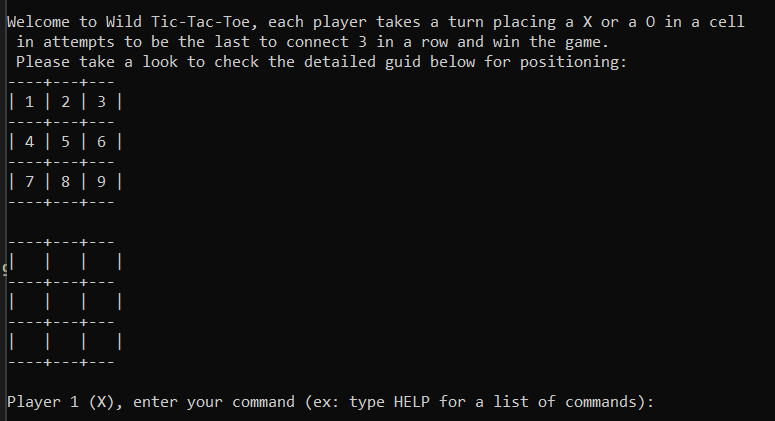 Welcome to Wild Tic-Tac-Toe, each player takes a turn placing a X or a O in a cell
in attempts to be the last to connect 3 in a row and win the game.
Please take a look to check the detailed guid below for positioning:
----+---+---
| 1 | 2 | 3 |
----+---+---
| 4 | 5 | 6 |
----+---+---
| 7 | 8 | 9 |
----+---+---

----+---+---
|   |   |   |
----+---+---
|   |   |   |
----+---+---
|   |   |   |
----+---+---

Player 1 (X), enter your command (ex: type HELP for a list of commands):